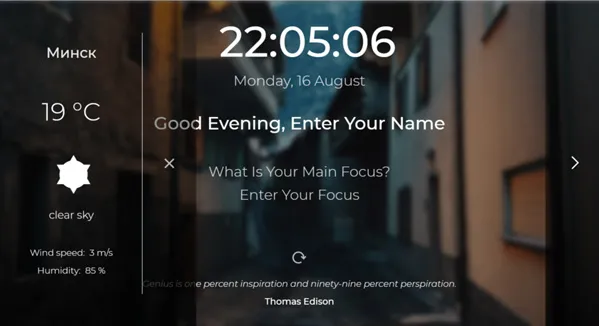 Минск
19 °C
clear sky
Wind speed: 3 m/s
Humidity: 85 %
22:05:06
Monday, 16 August
Good Evening, Enter Your Name
What Is Your Main Focus?
Enter Your Focus
Genius is one percent inspiration and ninety-nine percent perspiration.
Thomas Edison